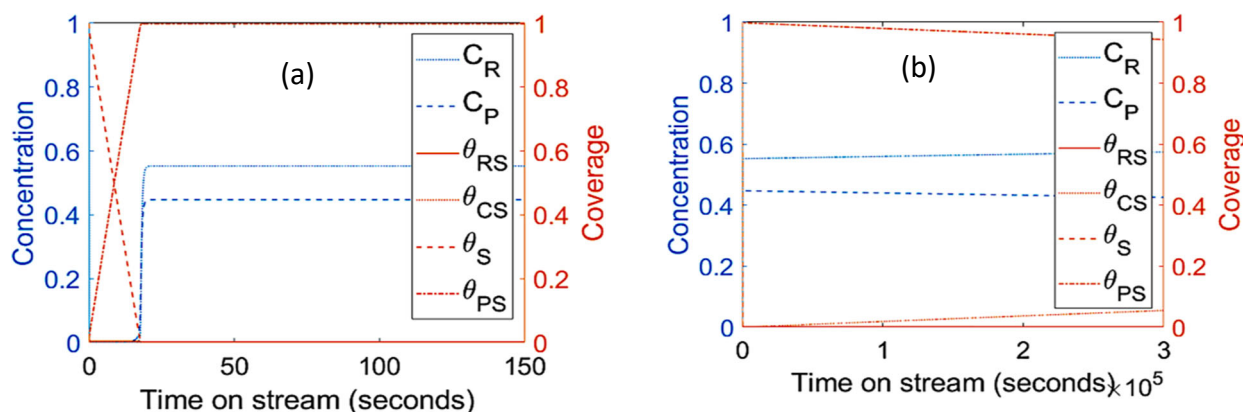 (a)
Concentration
1
0.8
0.6
0.4
0.2
0
0 50 100 150
Time on stream (seconds)
1
0.8
0.6
0.4
0.2
0
Coverage
C_R
C_P
θ_RS
θ_CS
θ_S
θ_PS
(b)
Concentration
1
0.8
0.6
0.4
0.2
0
0 1 2 3
Time on stream (seconds) ×10^5
1
0.8
0.6
0.4
0.2
0
Coverage
C_R
C_P
θ_RS
θ_CS
θ_S
θ_PS